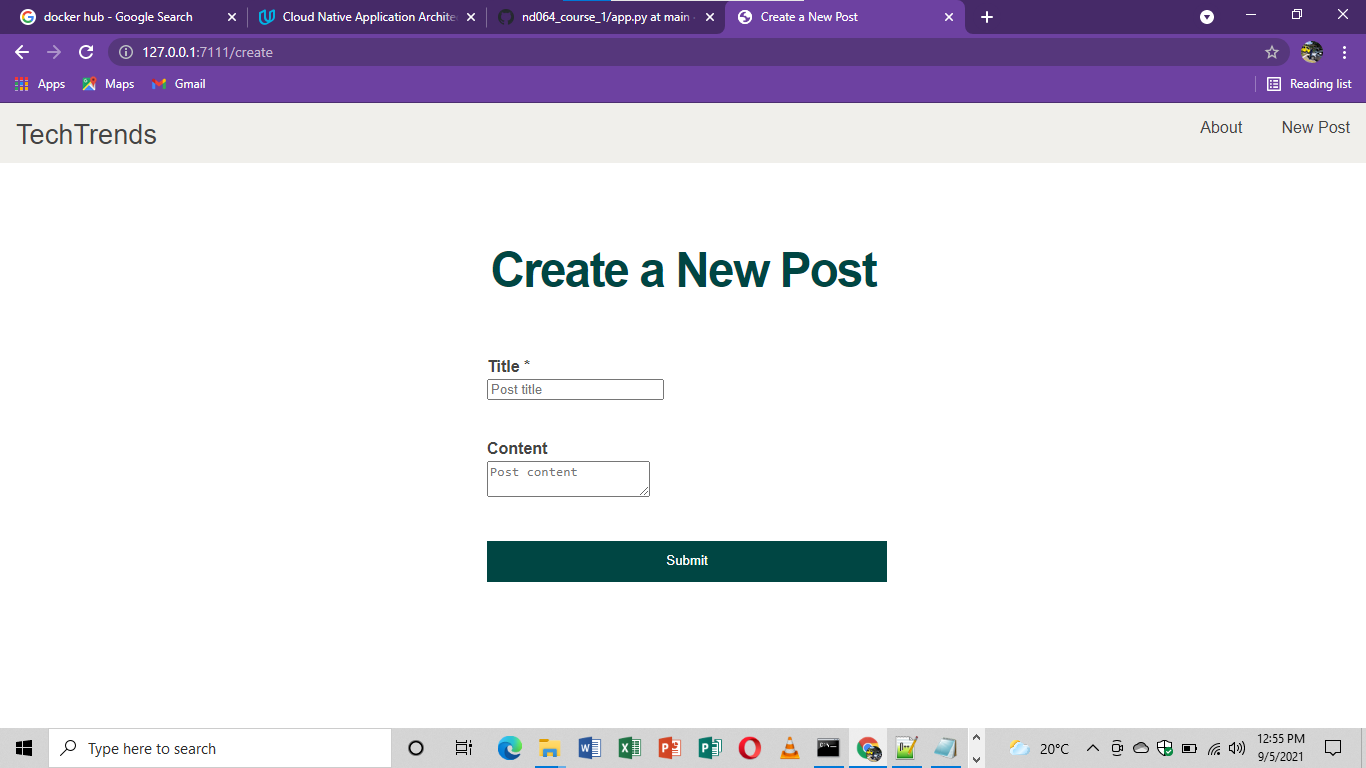 docker hub - Google Search
Cloud Native Application Archite
nd064_course_1/app.py at main
Create a New Post
127.0.0.1:7111/create
Apps
Maps
Gmail
Reading list
TechTrends
About
New Post
Create a New Post
Title *
Post title
Content
Post content
Submit
Type here to search
20°C
12:55 PM
9/5/2021